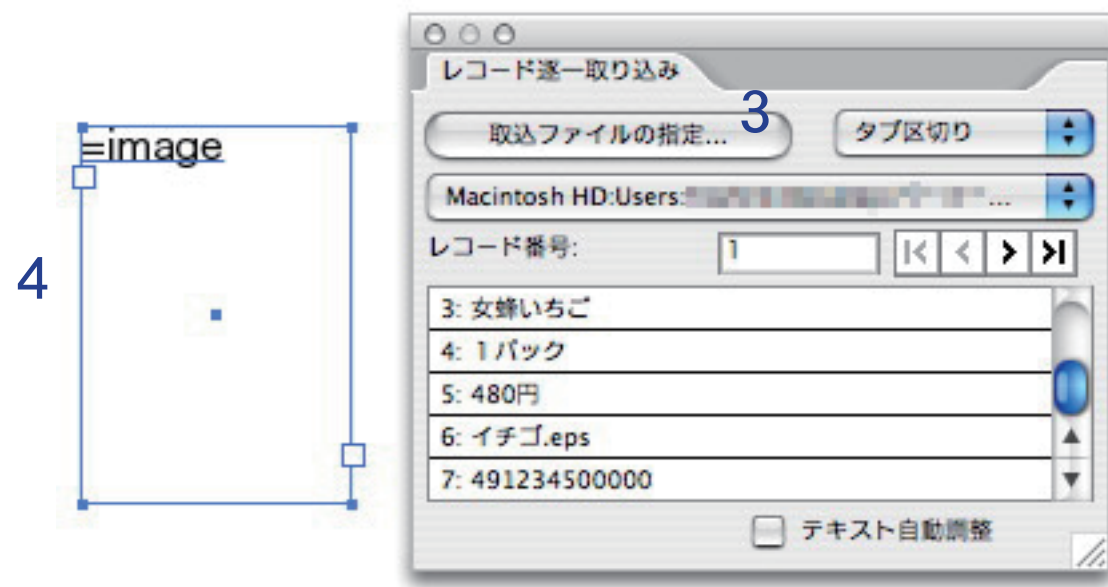 =image
4
レコード逐一取り込み
取込ファイルの指定... 3 タブ区切り
Macintosh HD:Users: ...
レコード番号: 1
3: 女蜂いちご
4: 1パック
5: 480円
6: イチゴ.eps
7: 491234500000
テキスト自動調整